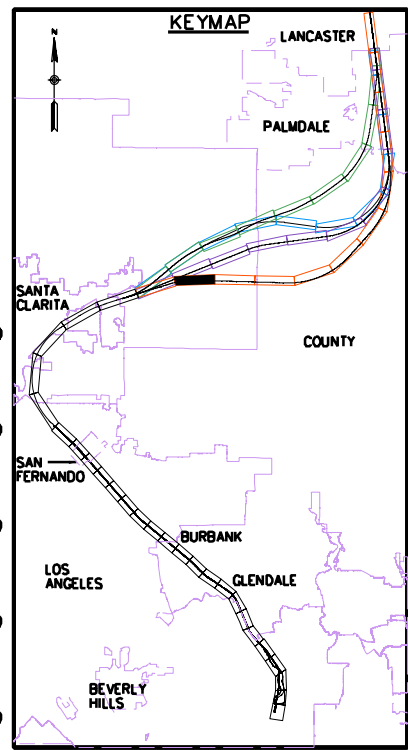 KEYMAP
N
LANCASTER
PALMDALE
SANTA
CLARITA
COUNTY
SAN
FERNANDO
BURBANK
LOS
ANGELES
GLENDALE
BEVERLY
HILLS